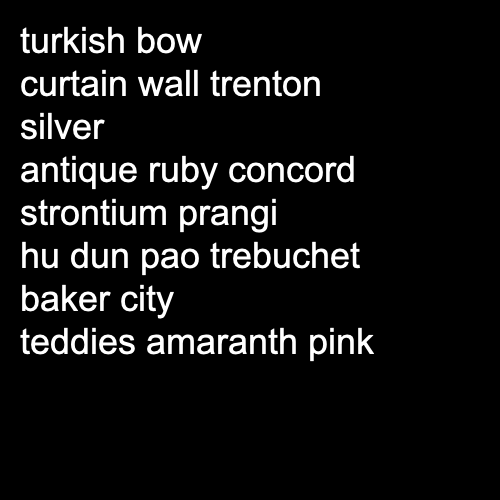 turkish bow
curtain wall trenton
silver
antique ruby concord
strontium prangi
hu dun pao trebuchet
baker city
teddies amaranth pink